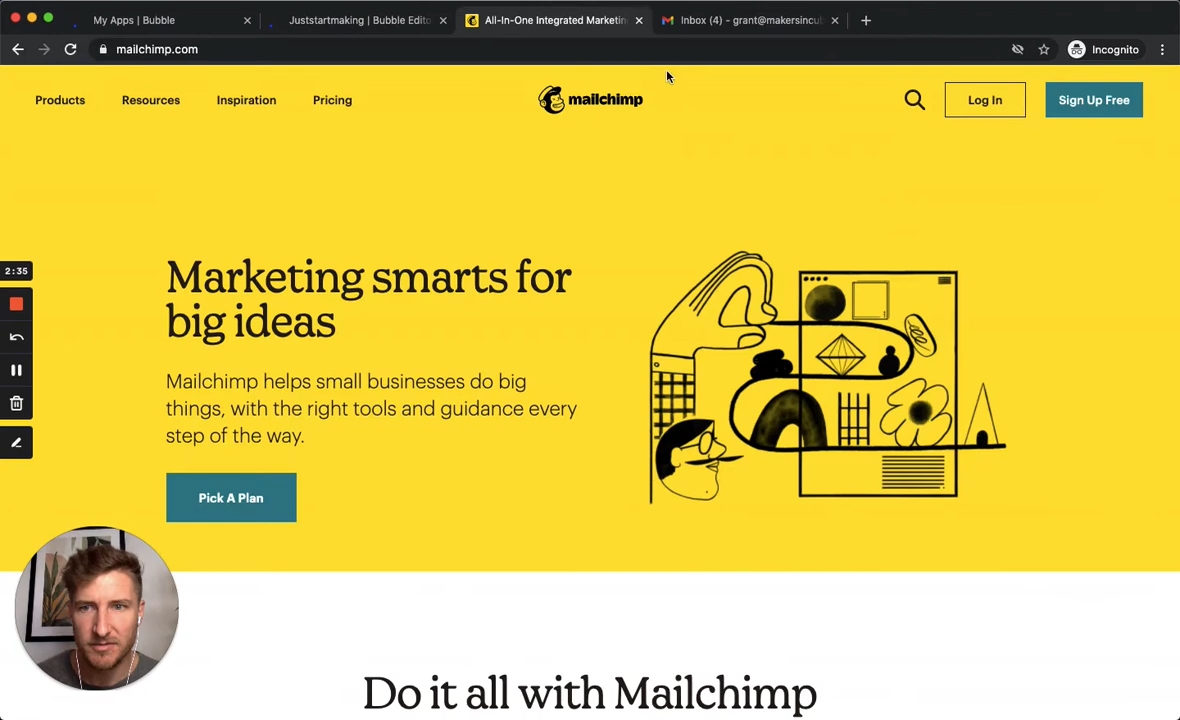 My Apps | Bubble
Juststartmaking | Bubble Edito
All-In-One Integrated Marketin
Inbox (4) - grant@makersincu
mailchimp.com
Incognito
Products
Resources
Inspiration
Pricing
mailchimp
Log In
Sign Up Free
2:35
Marketing smarts for
big ideas
Mailchimp helps small businesses do big
things, with the right tools and guidance every
step of the way.
Pick A Plan
Do it all with Mailchimp